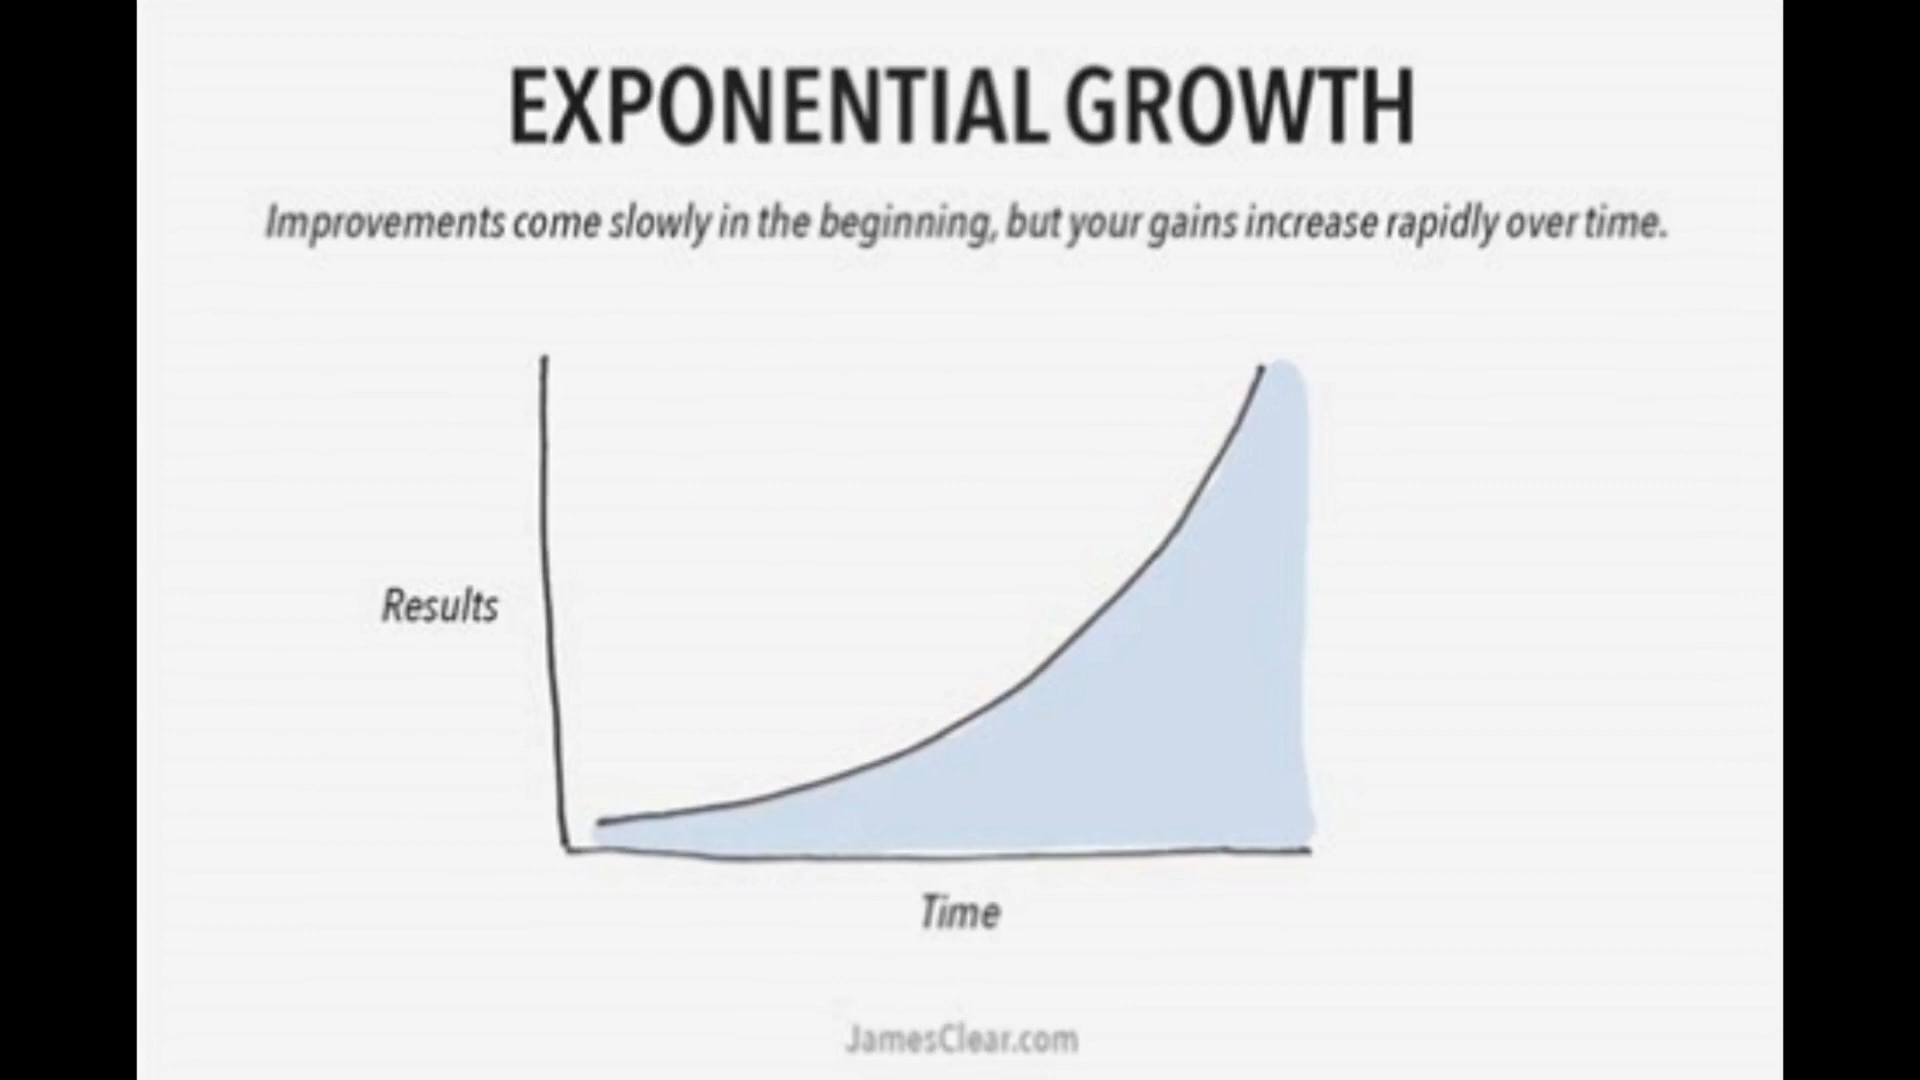 EXPONENTIAL GROWTH
Improvements come slowly in the beginning, but your gains increase rapidly over time.
Results
Time
JamesClear.com